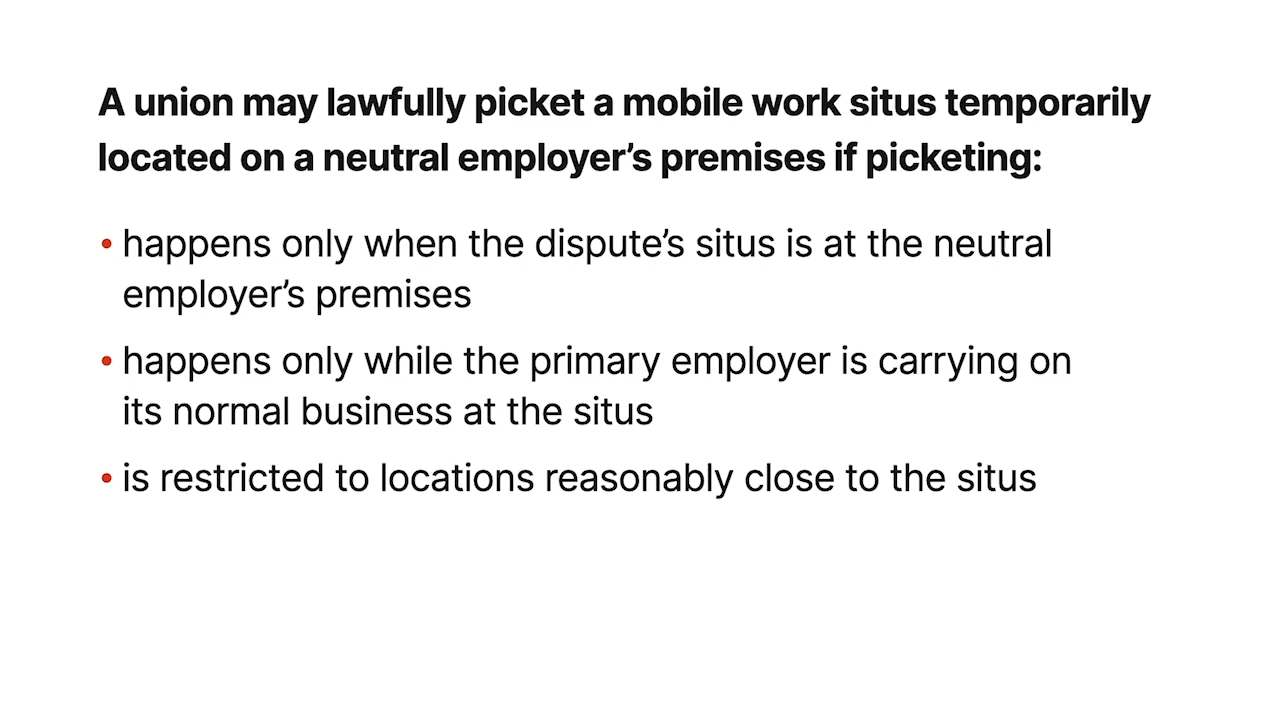 A union may lawfully picket a mobile work situs temporarily
located on a neutral employer’s premises if picketing:
• happens only when the dispute’s situs is at the neutral
employer’s premises
• happens only while the primary employer is carrying on
its normal business at the situs
• is restricted to locations reasonably close to the situs